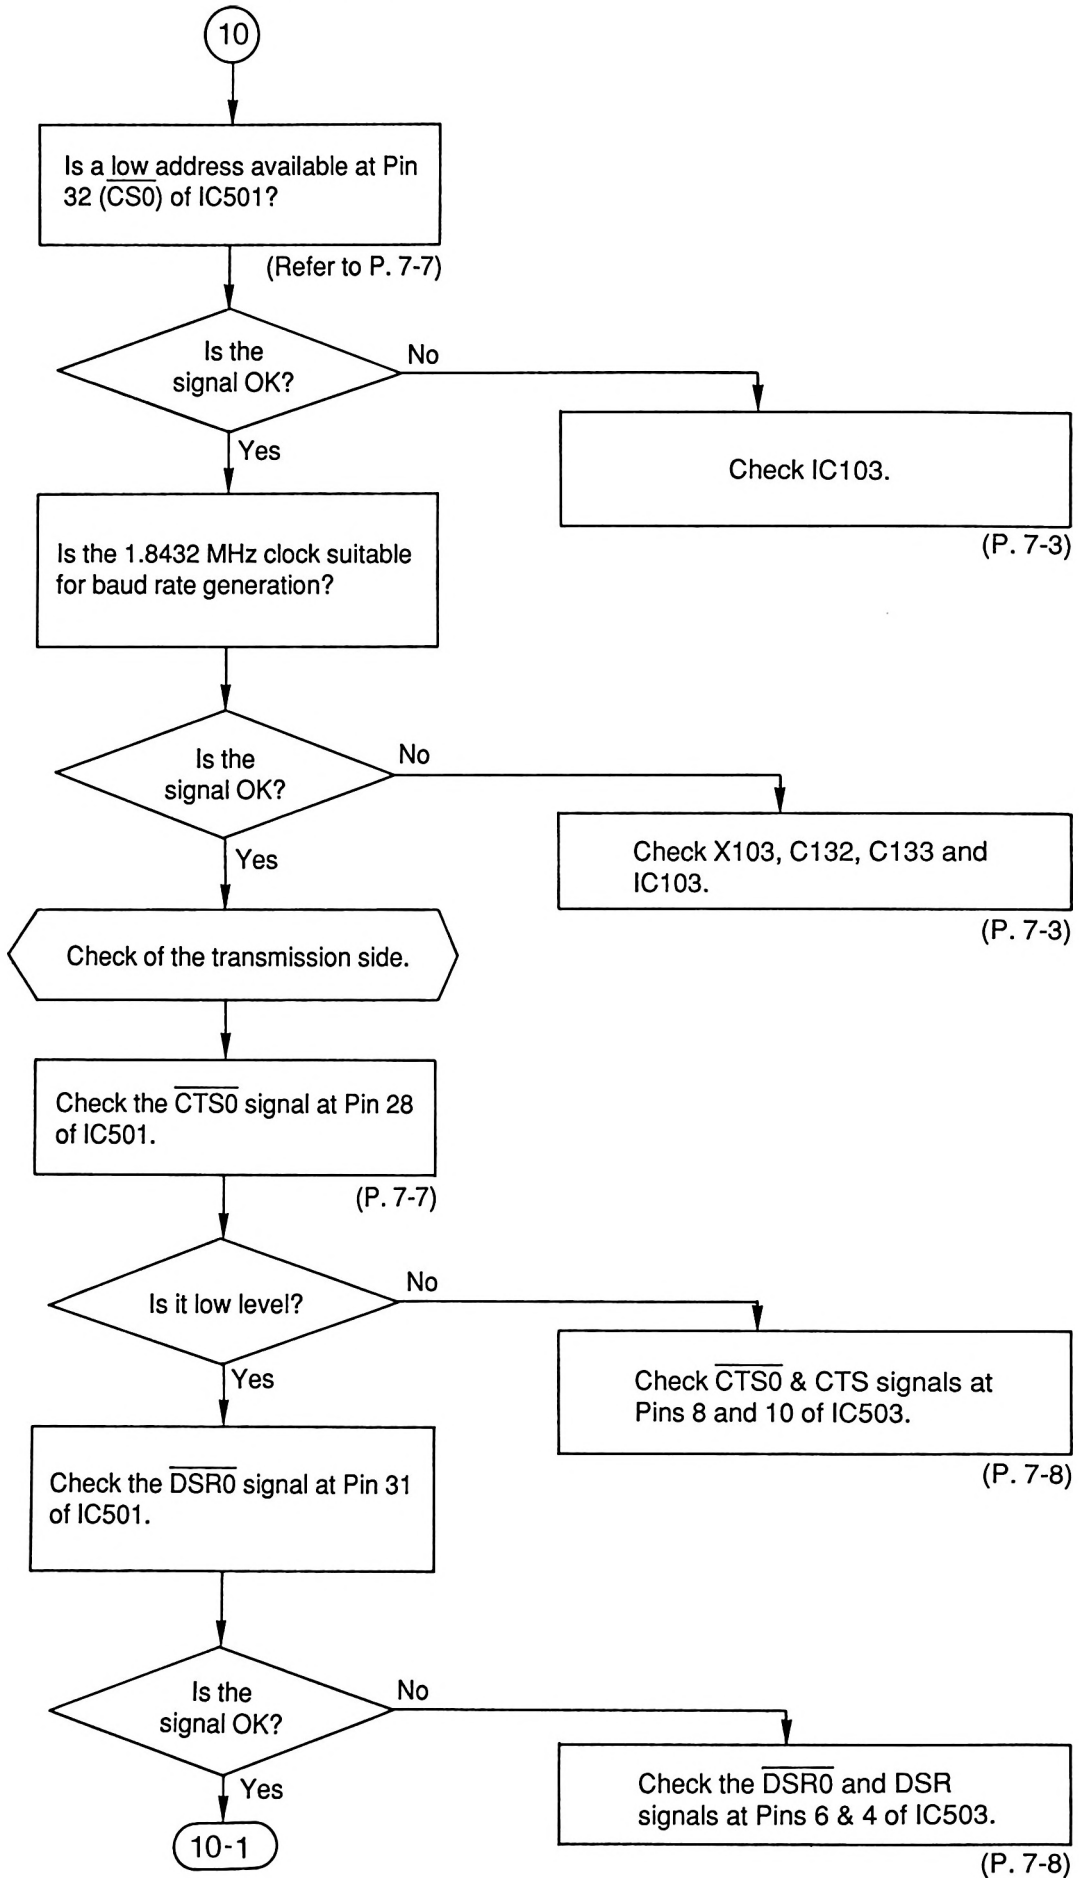 10
Is a low address available at Pin
32 (C̅S̅0̅) of IC501?
(Refer to P. 7-7)
Is the
signal OK?
No
Check IC103.
(P. 7-3)
Yes
Is the 1.8432 MHz clock suitable
for baud rate generation?
Is the
signal OK?
No
Check X103, C132, C133 and
IC103.
(P. 7-3)
Yes
Check of the transmission side.
Check the C̅T̅S̅0̅ signal at Pin 28
of IC501.
(P. 7-7)
Is it low level?
No
Check C̅T̅S̅0̅ & CTS signals at
Pins 8 and 10 of IC503.
(P. 7-8)
Yes
Check the D̅S̅R̅0̅ signal at Pin 31
of IC501.
Is the
signal OK?
No
Check the D̅S̅R̅0̅ and DSR
signals at Pins 6 & 4 of IC503.
(P. 7-8)
Yes
10-1